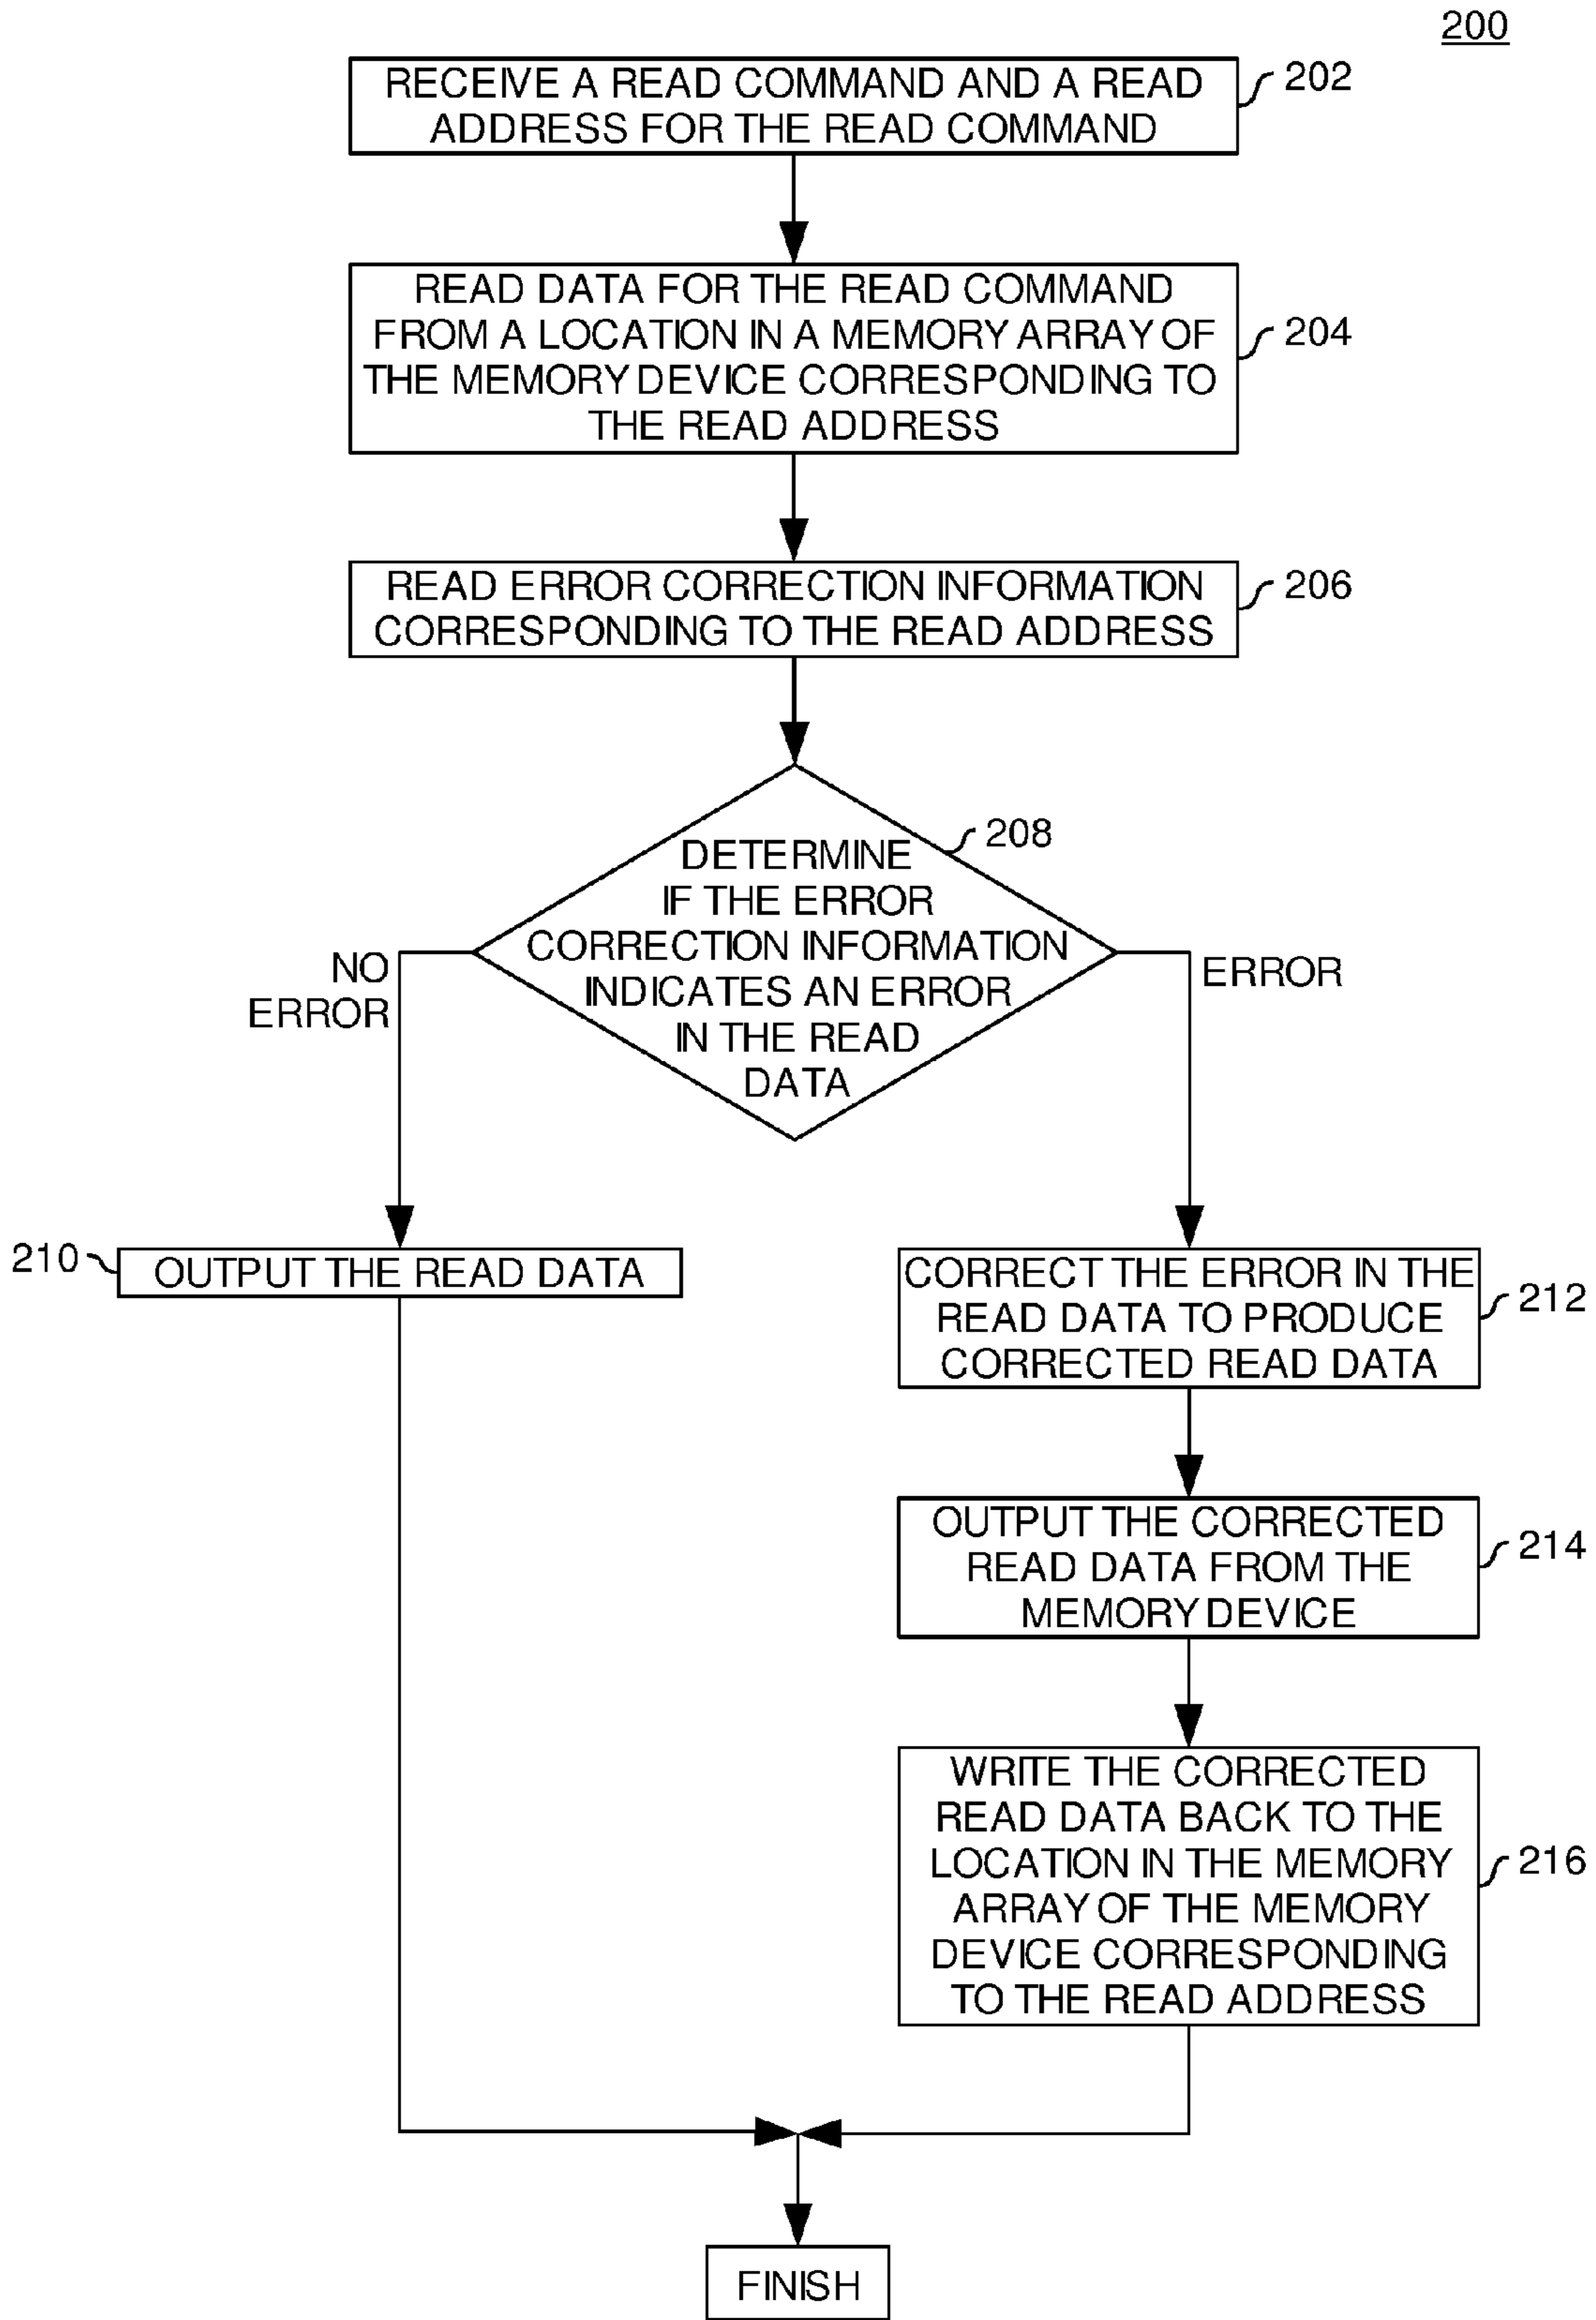 200
RECEIVE A READ COMMAND AND A READ
ADDRESS FOR THE READ COMMAND
202
READ DATA FOR THE READ COMMAND
FROM A LOCATION IN A MEMORY ARRAY OF
THE MEMORY DEVICE CORRESPONDING TO
THE READ ADDRESS
204
READ ERROR CORRECTION INFORMATION
CORRESPONDING TO THE READ ADDRESS
206
DETERMINE
IF THE ERROR
CORRECTION INFORMATION
INDICATES AN ERROR
IN THE READ
DATA
208
NO
ERROR
ERROR
210
OUTPUT THE READ DATA
CORRECT THE ERROR IN THE
READ DATA TO PRODUCE
CORRECTED READ DATA
212
OUTPUT THE CORRECTED
READ DATA FROM THE
MEMORY DEVICE
214
WRITE THE CORRECTED
READ DATA BACK TO THE
LOCATION IN THE MEMORY
ARRAY OF THE MEMORY
DEVICE CORRESPONDING
TO THE READ ADDRESS
216
FINISH